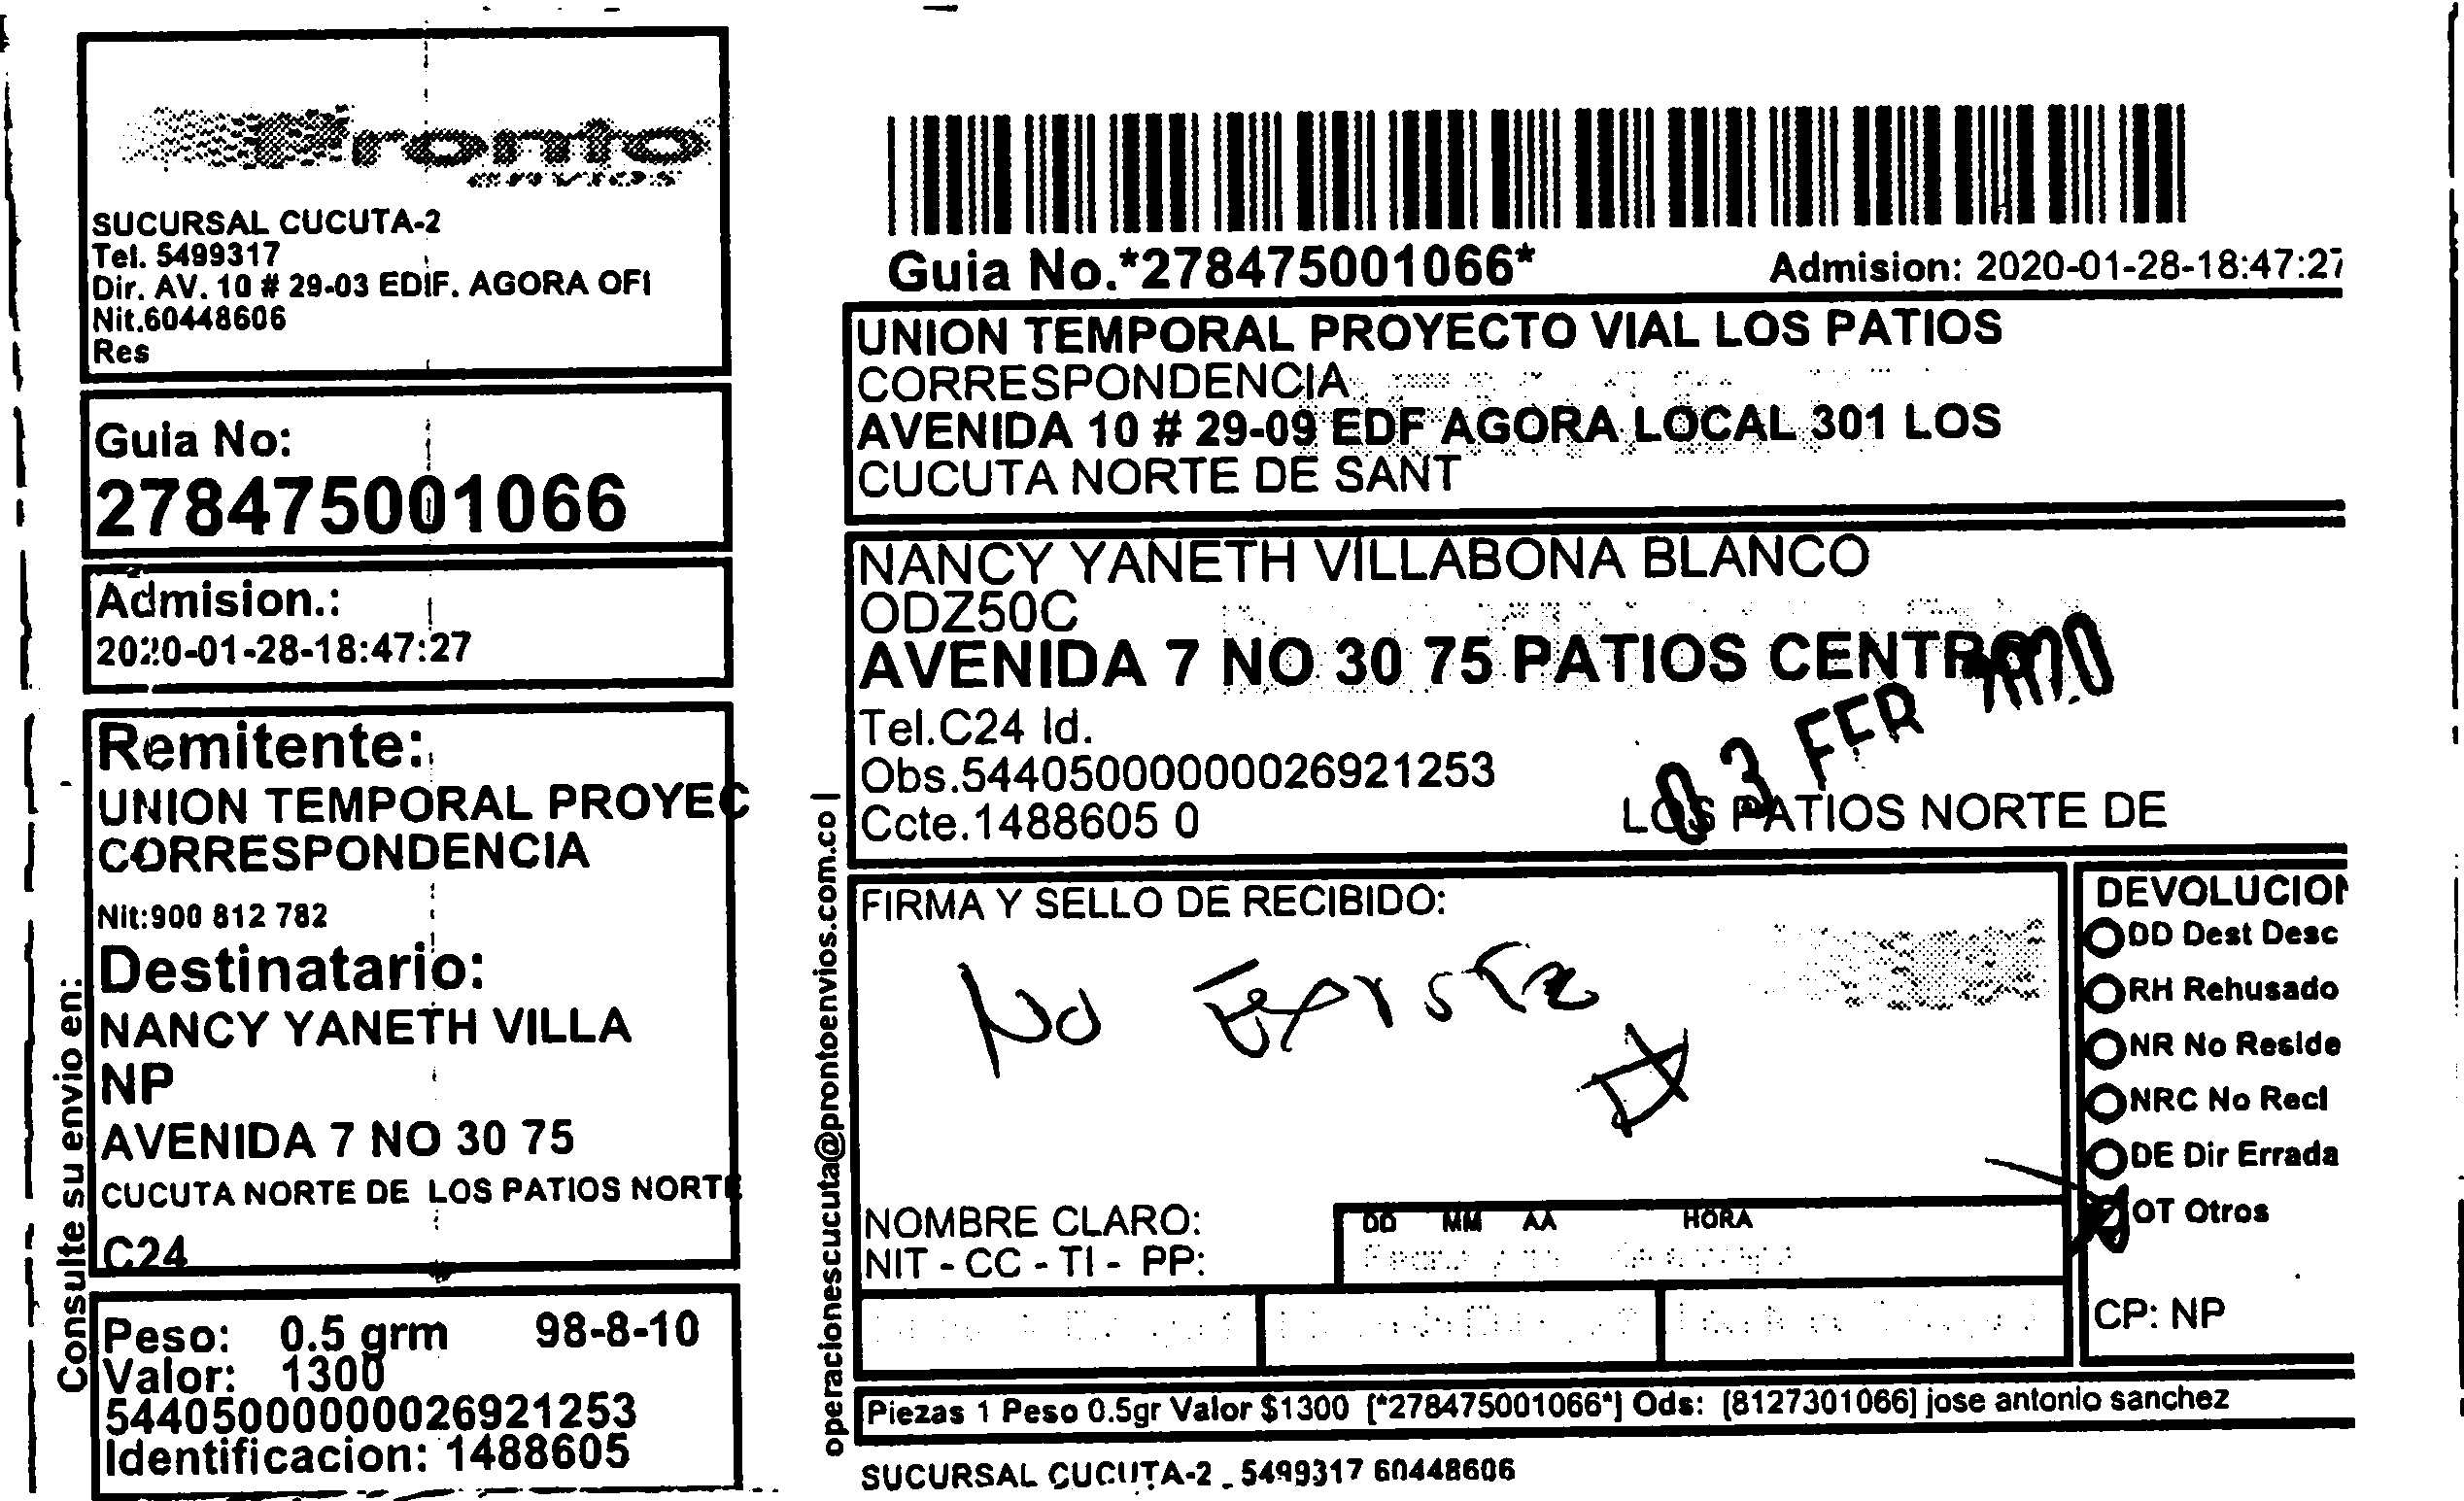 Pronto
envios
SUCURSAL CUCUTA-2
Tel. 5499317
Dir. AV. 10 # 29-03 EDIF. AGORA OFI
Nit.60448606
Res
Guia No:
278475001066
Admision.:
2020-01-28-18:47:27
Remitente:
UNION TEMPORAL PROYEC
CORRESPONDENCIA
Nit:900 812 782
Destinatario:
NANCY YANETH VILLA
NP
AVENIDA 7 NO 30 75
CUCUTA NORTE DE LOS PATIOS NORTE
C24
Peso: 0.5 grm 98-8-10
Valor: 1300
544050000000026921253
Identificacion: 1488605
Consulte su envio en:
operacionescucuta@prontoenvios.com.co |
Guia No.*278475001066*
Admision: 2020-01-28-18:47:27
UNION TEMPORAL PROYECTO VIAL LOS PATIOS
CORRESPONDENCIA
AVENIDA 10 # 29-09 EDF AGORA LOCAL 301 LOS
CUCUTA NORTE DE SANT
NANCY YANETH VILLABONA BLANCO
ODZ50C
AVENIDA 7 NO 30 75 PATIOS CENTRO
Tel.C24 Id.
Obs.544050000000026921253
Ccte.1488605 0
03 FEB 2020
LOS PATIOS NORTE DE
FIRMA Y SELLO DE RECIBIDO:
No
NOMBRE CLARO:
NIT - CC - TI - PP:
DD MM AA HORA
DEVOLUCION
DD Dest Desc
RH Rehusado
NR No Reside
NRC No Recl
DE Dir Errada
OT Otros
CP: NP
Piezas 1 Peso 0.5gr Valor $1300 [*278475001066*] Ods: [8127301066] jose antonio sanchez
SUCURSAL CUCUTA-2 - 5499317 60448606